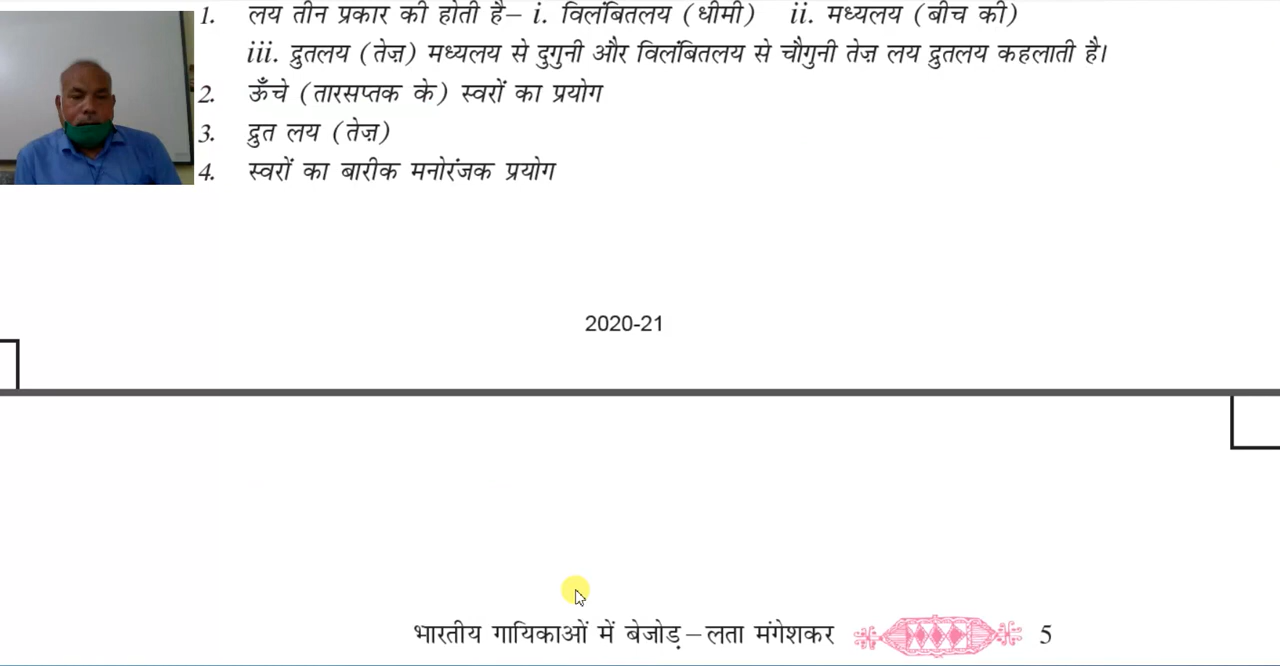 1. लय तीन प्रकार की होती है– i. विलंबितलय (धीमी) ii. मध्यलय (बीच की)
iii. द्रुतलय (तेज़) मध्यलय से दुगुनी और विलंबितलय से चौगुनी तेज़ लय द्रुतलय कहलाती है।
2. ऊँचे (तारसप्तक के) स्वरों का प्रयोग
3. द्रुत लय (तेज़)
4. स्वरों का बारीक मनोरंजक प्रयोग
2020-21
भारतीय गायिकाओं में बेजोड़–लता मंगेशकर 5